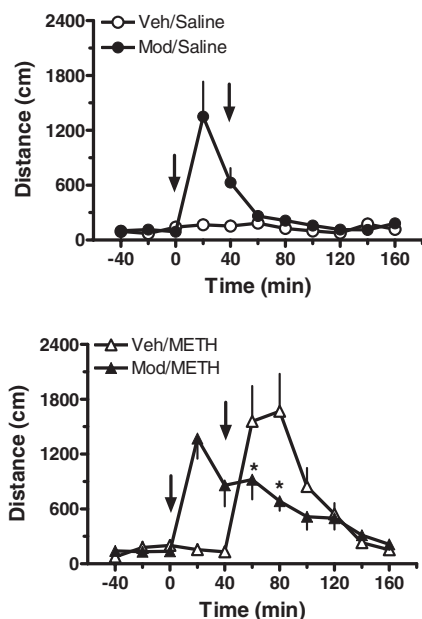 Veh/Saline
Mod/Saline
Distance (cm)
2400
1800
1200
600
0
-40 0 40 80 120 160
Time (min)
Veh/METH
Mod/METH
Distance (cm)
2400
1800
1200
600
0
* *
-40 0 40 80 120 160
Time (min)